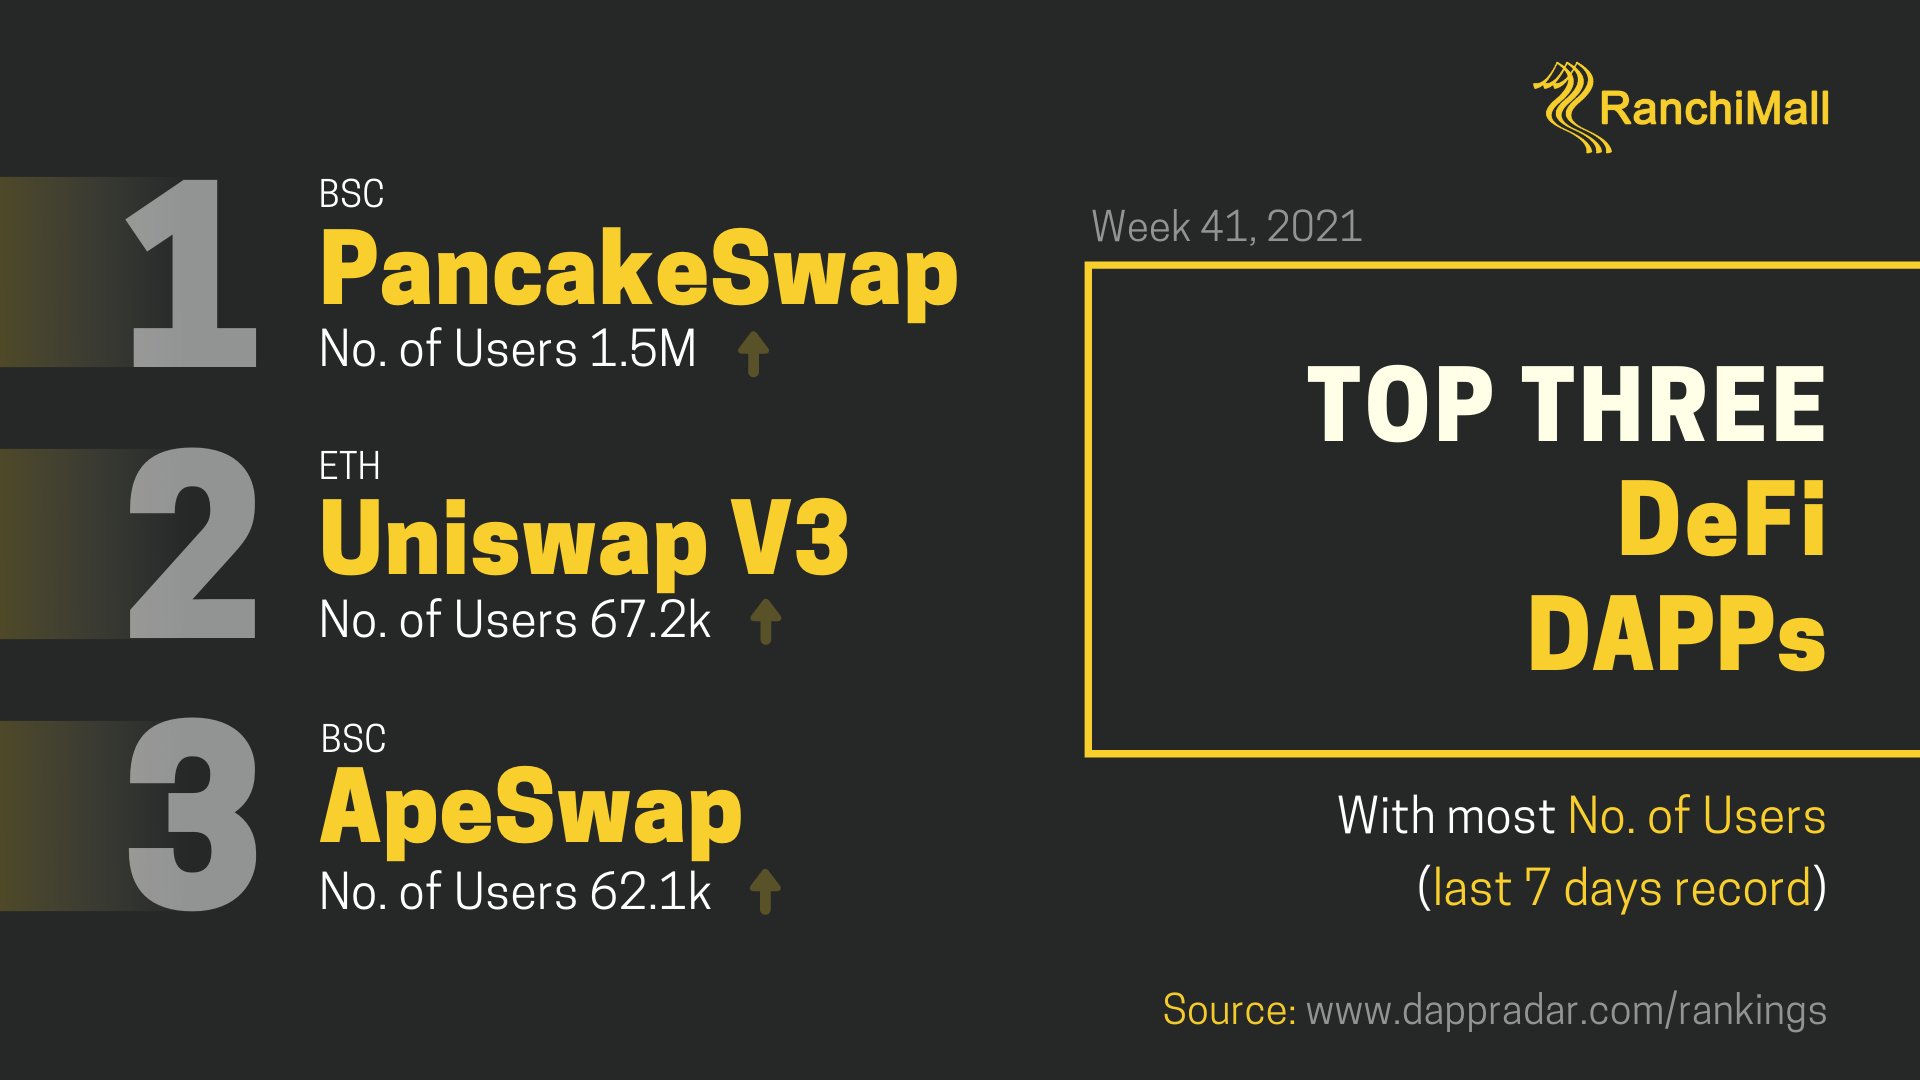 RanchiMall
1
BSC
PancakeSwap
No. of Users 1.5M
2
ETH
Uniswap V3
No. of Users 67.2k
3
BSC
ApeSwap
No. of Users 62.1k
Week 41, 2021
TOP THREE
DeFi
DAPPs
With most No. of Users
(last 7 days record)
Source: www.dappradar.com/rankings